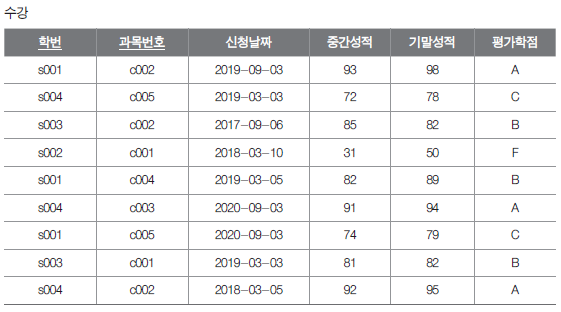 수강
학번 과목번호 신청날짜 중간성적 기말성적 평가학점
s001 c002 2019-09-03 93 98 A
s004 c005 2019-03-03 72 78 C
s003 c002 2017-09-06 85 82 B
s002 c001 2018-03-10 31 50 F
s001 c004 2019-03-05 82 89 B
s004 c003 2020-09-03 91 94 A
s001 c005 2020-09-03 74 79 C
s003 c001 2019-03-03 81 82 B
s004 c002 2018-03-05 92 95 A